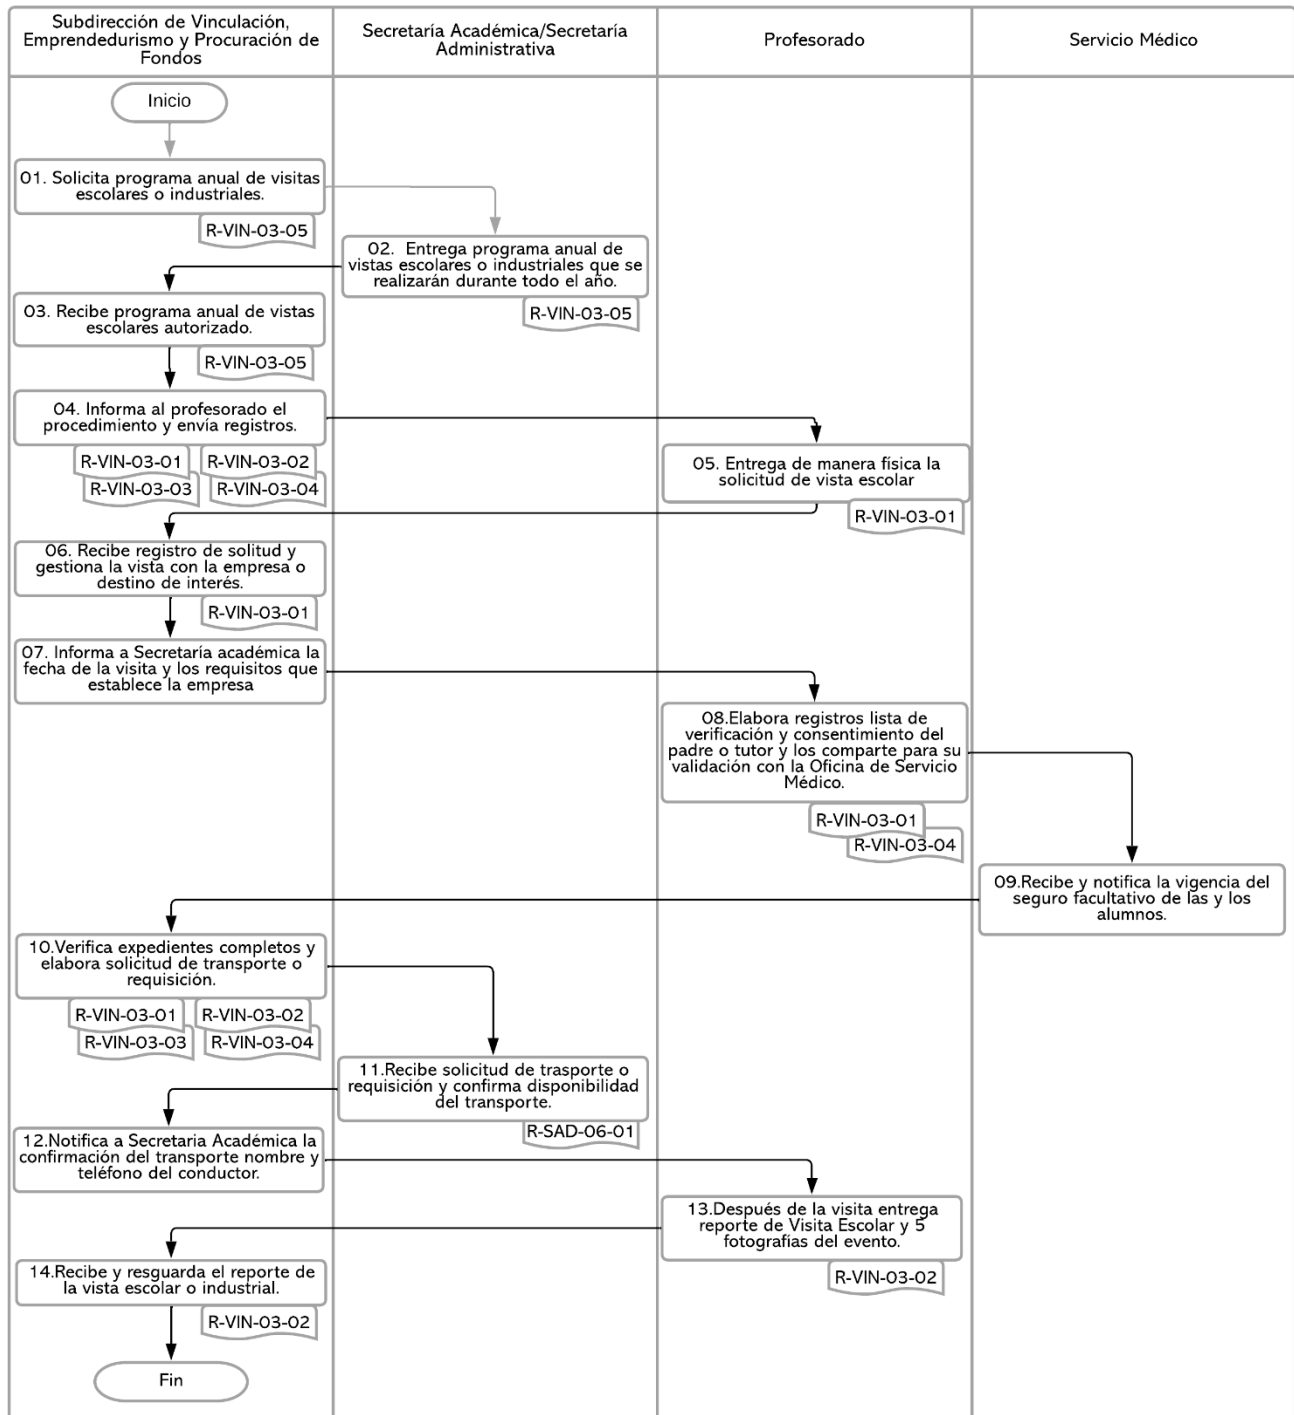 Subdirección de Vinculación,
Emprendedurismo y Procuración de
Fondos
Secretaría Académica/Secretaría
Administrativa
Profesorado
Servicio Médico
Inicio
01. Solicita programa anual de visitas
escolares o industriales.
R-VIN-03-05
02.  Entrega programa anual de
vistas escolares o industriales que se
realizarán durante todo el año.
R-VIN-03-05
03. Recibe programa anual de vistas
escolares autorizado.
R-VIN-03-05
04. Informa al profesorado el
procedimiento y envía registros.
R-VIN-03-01
R-VIN-03-02
R-VIN-03-03
R-VIN-03-04
05. Entrega de manera física la
solicitud de vista escolar
R-VIN-03-01
06. Recibe registro de solitud y
gestiona la vista con la empresa o
destino de interés.
R-VIN-03-01
07. Informa a Secretaría académica la
fecha de la visita y los requisitos que
establece la empresa
08.Elabora registros lista de
verificación y consentimiento del
padre o tutor y los comparte para su
validación con la Oficina de Servicio
Médico.
R-VIN-03-01
R-VIN-03-04
09.Recibe y notifica la vigencia del
seguro facultativo de las y los
alumnos.
10.Verifica expedientes completos y
elabora solicitud de transporte o
requisición.
R-VIN-03-01
R-VIN-03-02
R-VIN-03-03
R-VIN-03-04
11.Recibe solicitud de trasporte o
requisición y confirma disponibilidad
del transporte.
R-SAD-06-01
12.Notifica a Secretaria Académica la
confirmación del transporte nombre y
teléfono del conductor.
13.Después de la visita entrega
reporte de Visita Escolar y 5
fotografías del evento.
R-VIN-03-02
14.Recibe y resguarda el reporte de
la vista escolar o industrial.
R-VIN-03-02
Fin